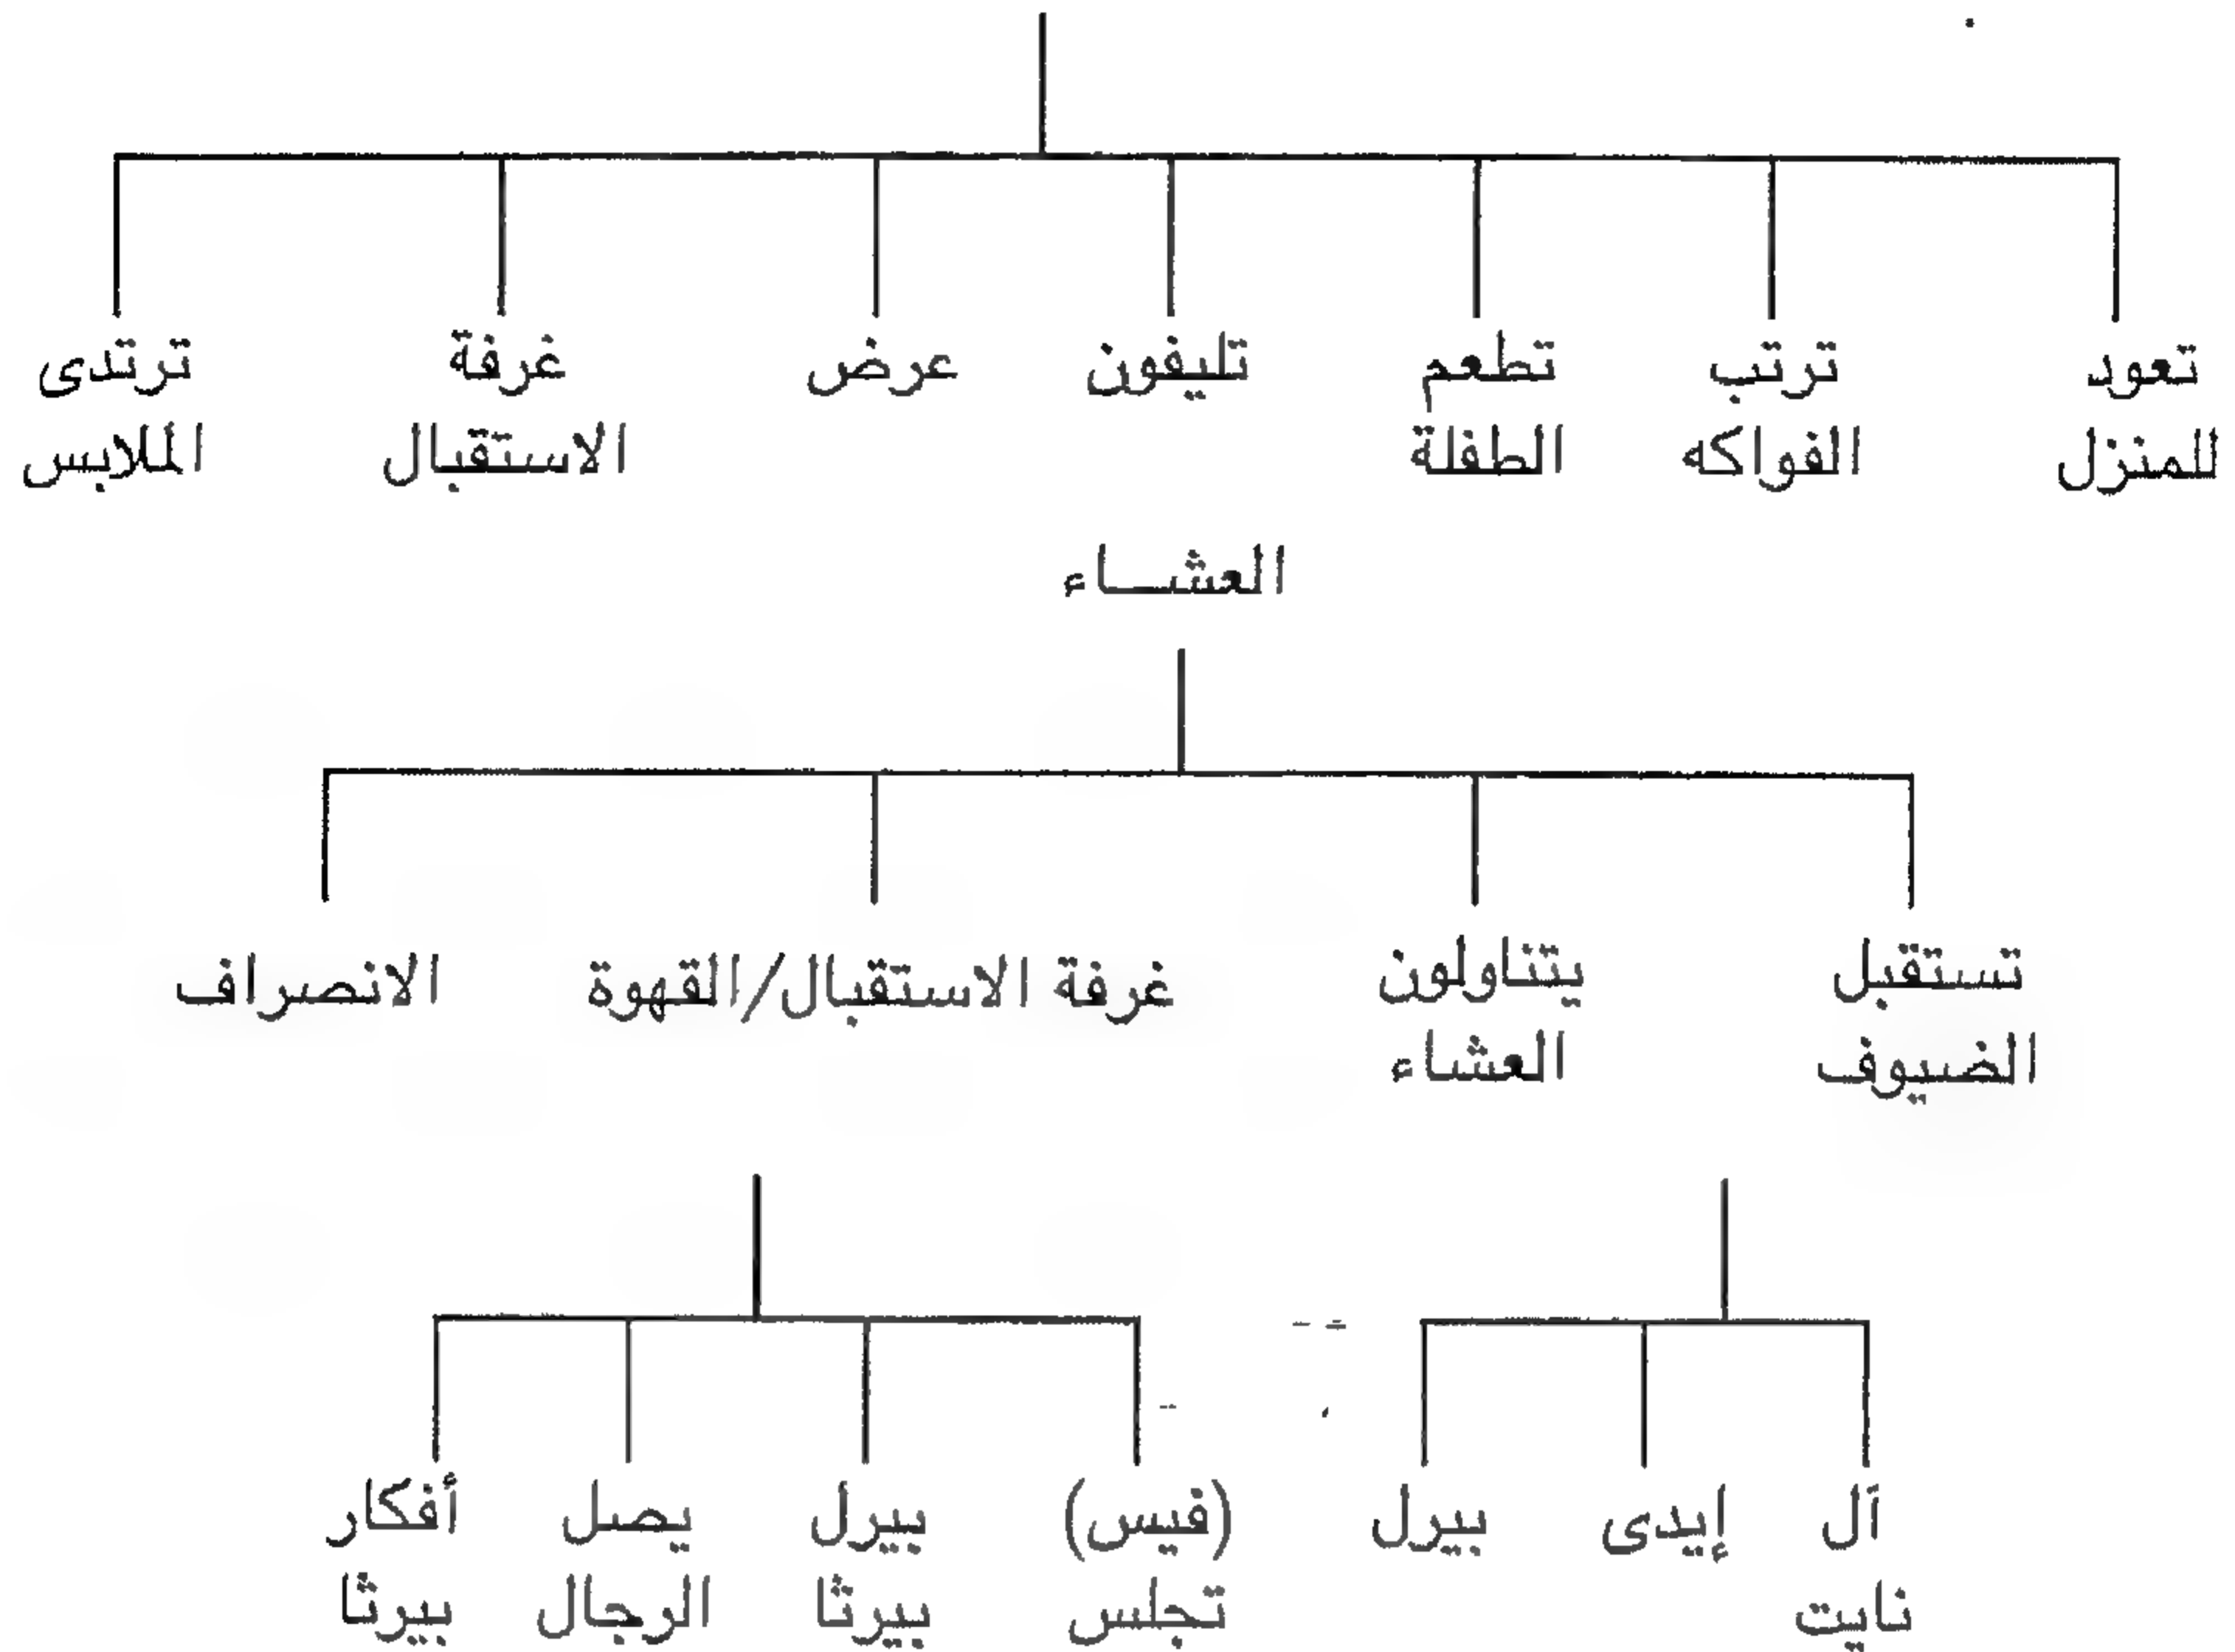 تعود ترتب تطعم تليفون عرض غرفة ترتدى
للمنزل الفواكه الطفلة الاستقبال الملابس
العشاء
تستقبل يتناولون غرفة الاستقبال/القهوة الانصراف
الضيوف العشاء
آل إيدى بيرل (فيس) بيرل يصل أفكار
نايت تجلس بيرثا الرجال بيرثا